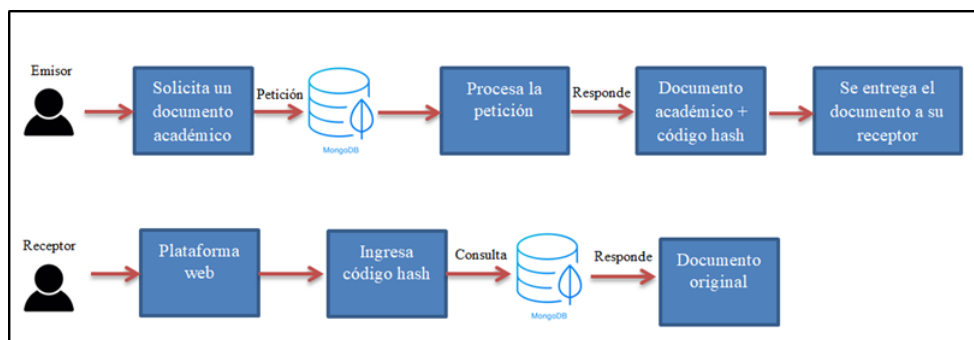 Emisor
Solicita un
documento
académico
Petición
MongoDB
Procesa la
petición
Responde
Documento
académico +
código hash
Se entrega el
documento a su
receptor
Receptor
Plataforma
web
Ingresa
código hash
Consulta
MongoDB
Responde
Documento
original